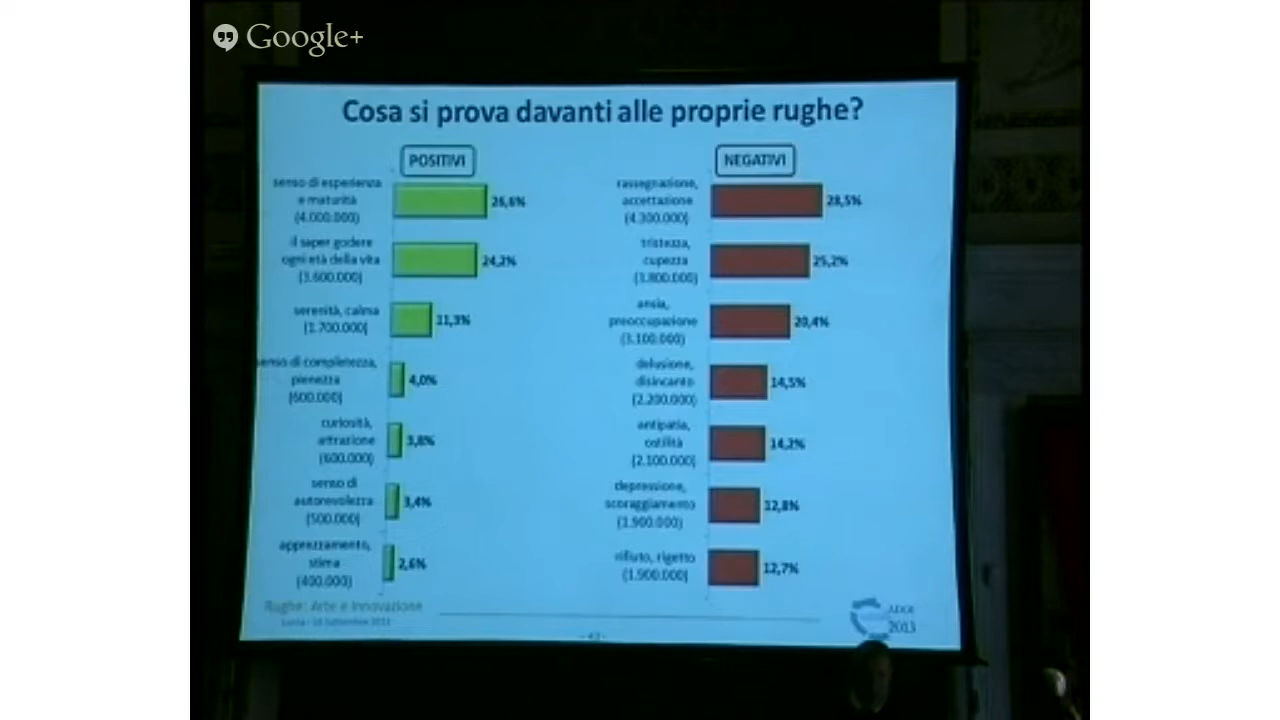 Google+
Cosa si prova davanti alle proprie rughe?
POSITIVI
senso di esperienza
e maturità
(4.000.000)
26,6%
il saper godere
ogni età della vita
(3.600.000)
24,2%
serenità, calma
(1.700.000)
11,3%
senso di completezza,
pienezza
(600.000)
4,0%
curiosità,
attrazione
(600.000)
3,8%
senso di
autorevolezza
(500.000)
3,4%
apprezzamento,
stima
(400.000)
2,6%
NEGATIVI
rassegnazione,
accettazione
(4.300.000)
28,5%
tristezza,
cupezza
(3.800.000)
25,2%
ansia,
preoccupazione
(3.100.000)
20,4%
delusione,
disincanto
(2.200.000)
14,5%
antipatia,
ostilità
(2.100.000)
14,2%
depressione,
scoraggiamento
(1.900.000)
12,8%
rifiuto, rigetto
(1.900.000)
12,7%
Rughe: Arte e Innovazione
2013